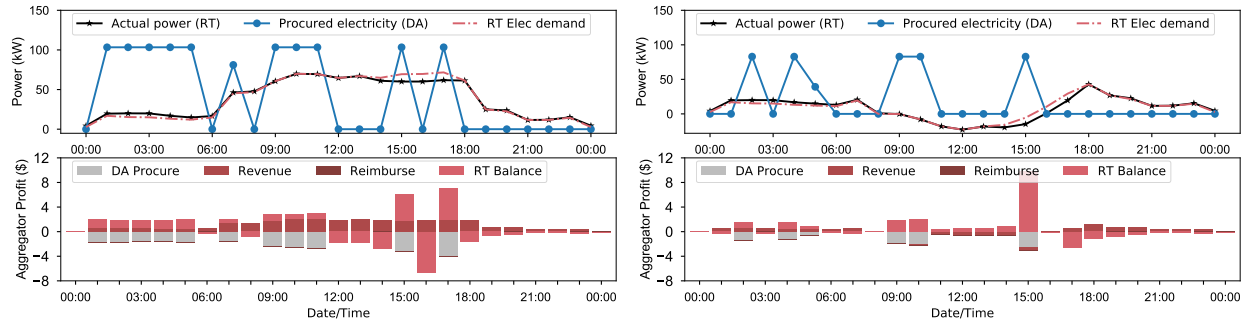 Actual power (RT) Procured electricity (DA) RT Elec demand
150
100
50
0
Power (kW)
00:00 03:00 06:00 09:00 12:00 15:00 18:00 21:00 00:00
DA Procure Revenue Reimburse RT Balance
12
8
4
0
−4
−8
Aggregator Profit ($)
00:00 03:00 06:00 09:00 12:00 15:00 18:00 21:00 00:00
Date/Time
Actual power (RT) Procured electricity (DA) RT Elec demand
150
100
50
0
Power (kW)
00:00 03:00 06:00 09:00 12:00 15:00 18:00 21:00 00:00
DA Procure Revenue Reimburse RT Balance
12
8
4
0
−4
−8
Aggregator Profit ($)
00:00 03:00 06:00 09:00 12:00 15:00 18:00 21:00 00:00
Date/Time